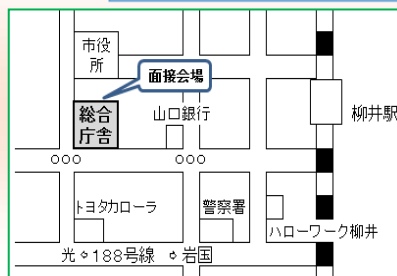 市役
所
面接会場
総合
庁舎
山口銀行
柳井駅
トヨタカローラ
警察署
ハローワーク柳井
光⇔188号線⇔岩国